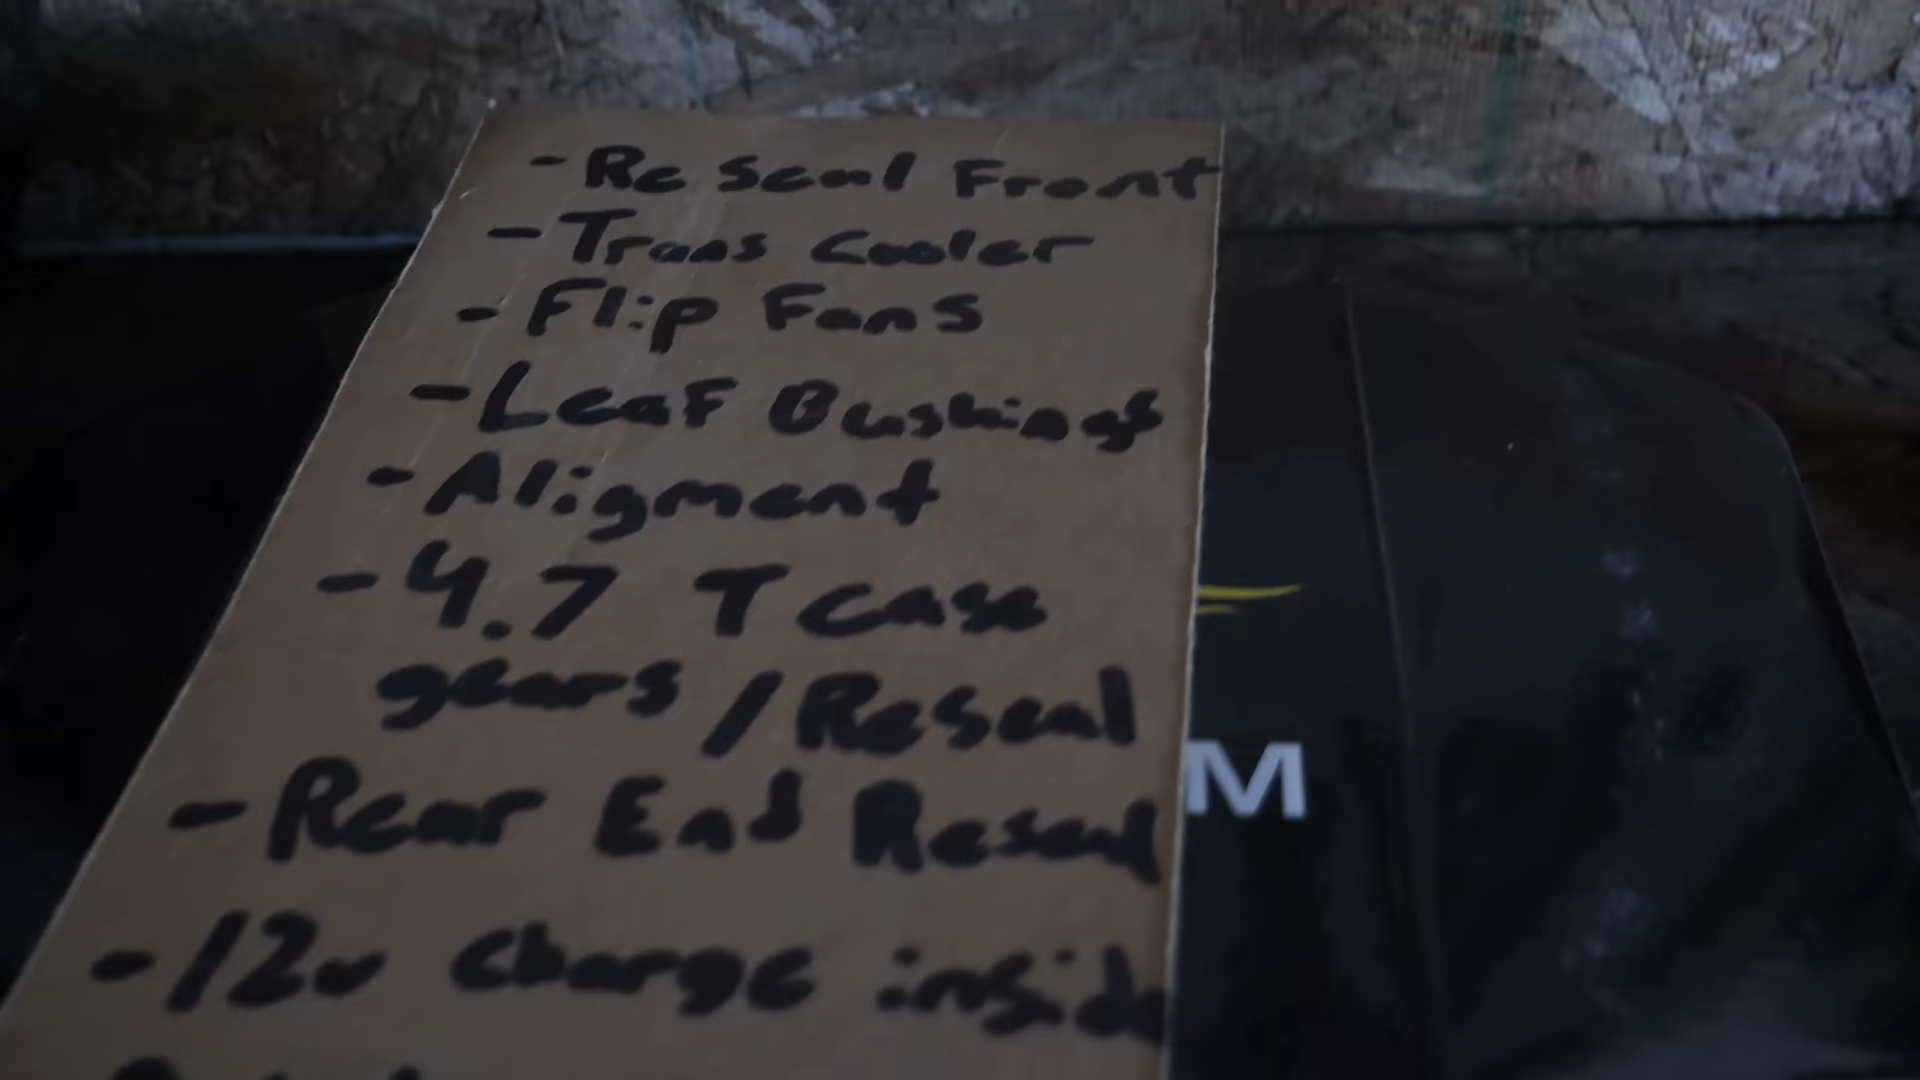 - Re Seal Front
- Trans Cooler
- Flip Fans
- Leaf Bushings
- Aligment
- 4.7 T case
gears / Reseal
- Rear End Reseal
- 12v charge inside
M